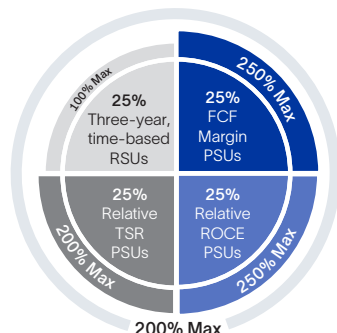 100% Max
25%
Three-year,
time-based
RSUs
250% Max
25%
FCF
Margin
PSUs
200% Max
25%
Relative
TSR
PSUs
250% Max
25%
Relative
ROCE
PSUs
200% Max